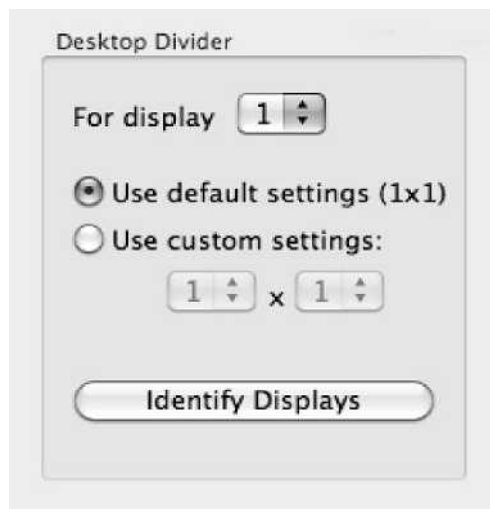 Desktop Divider
For display 1
Use default settings (1x1)
Use custom settings:
1 x 1
Identify Displays